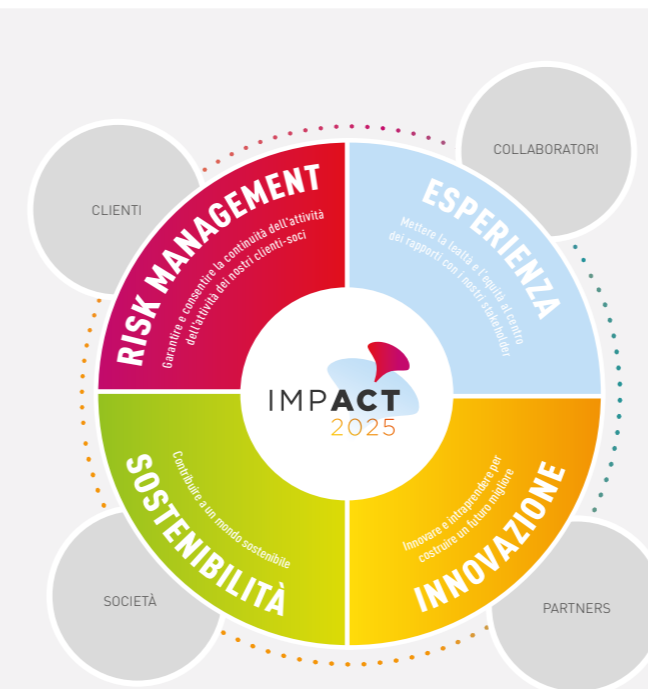 COLLABORATORI
CLIENTI
RISK MANAGEMENT
Garantire e consentire la continuità dell'attività
dell'attività dei nostri clienti-soci
ESPERIENZA
Mettere la lealtà e l'equità al centro
dei rapporti con i nostri stakeholder
IMPACT
2025
SOSTENIBILITÀ
Contribuire a un mondo sostenibile
INNOVAZIONE
Innovare e intraprendere per
costruire un futuro migliore
SOCIETÀ
PARTNERS